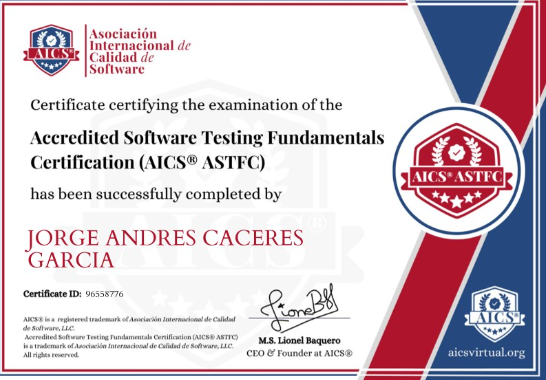 AICS®
Asociación
Internacional de
Calidad de
Software
Certificate certifying the examination of the
Accredited Software Testing Fundamentals
Certification (AICS® ASTFC)
has been successfully completed by
AICS® ASTFC
AICS®
JORGE ANDRES CACERES
GARCIA
Certificate ID: 96558776
AICS® is a registered trademark of Asociación Internacional de Calidad
de Software, LLC.
Accredited Software Testing Fundamentals Certification (AICS® ASTFC)
is a trademark of Asociación Internacional de Calidad de Software, LLC.
All rights reserved.
M.S. Lionel Baquero
CEO & Founder at AICS®
AICS®
aicsvirtual.org